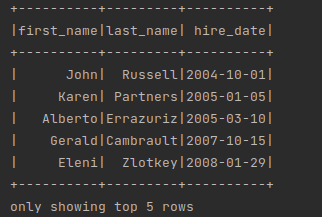 +----------+---------+----------+
|first_name|last_name| hire_date|
+----------+---------+----------+
|      John|  Russell|2004-10-01|
|     Karen| Partners|2005-01-05|
|   Alberto|Errazuriz|2005-03-10|
|    Gerald|Cambrault|2007-10-15|
|     Eleni|  Zlotkey|2008-01-29|
+----------+---------+----------+
only showing top 5 rows